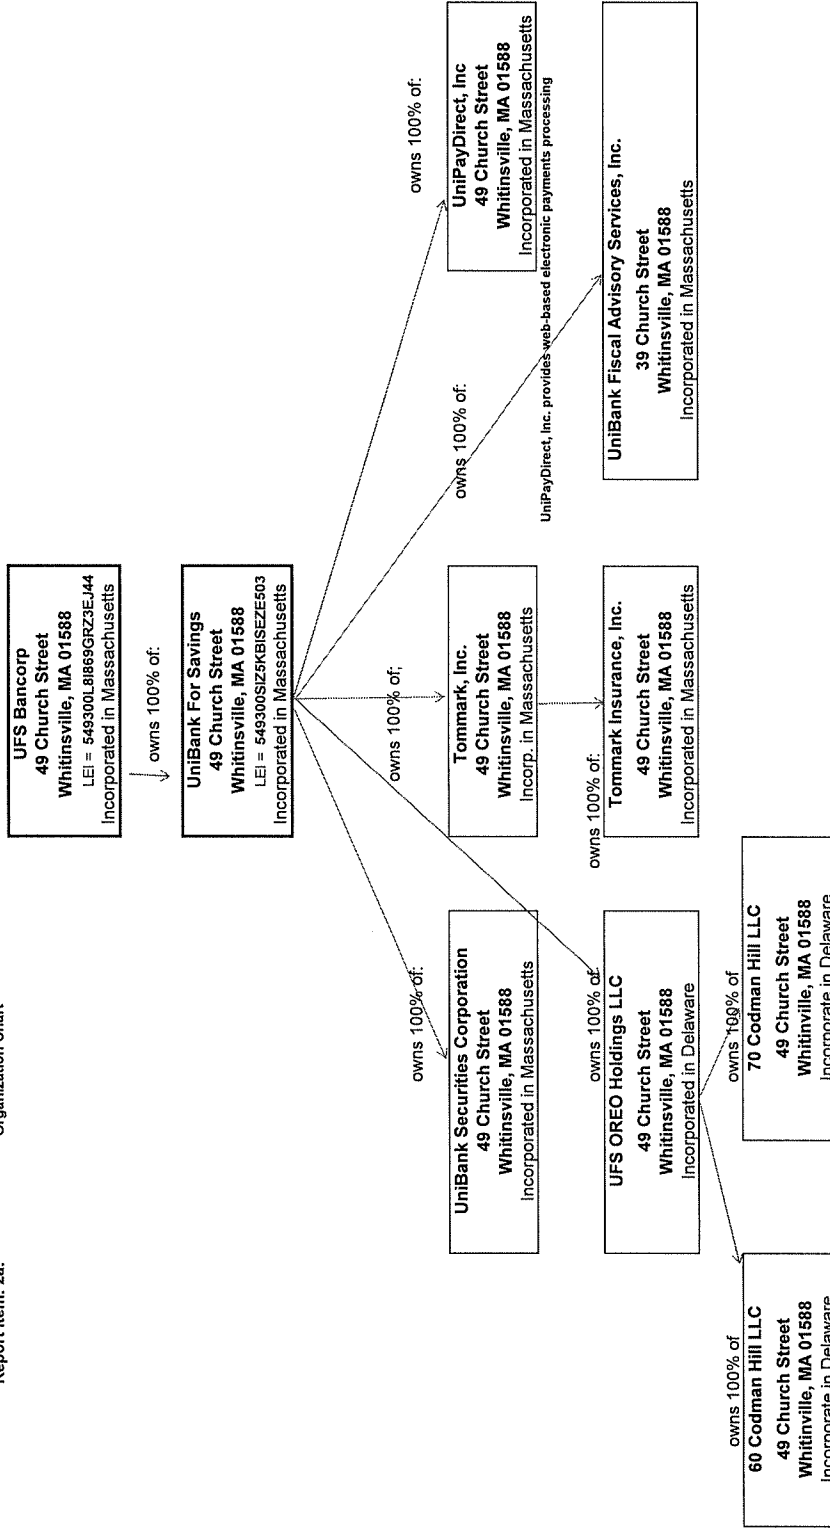 Report Item: 2a.
Organization Chart
UFS Bancorp
49 Church Street
Whitinsville, MA 01588
LEI = 549300L8I869GRZ3EJ44
Incorporated in Massachusetts
owns 100% of:
UniBank For Savings
49 Church Street
Whitinsville, MA 01588
LEI = 549300SIZ5KBISEZE503
Incorporated in Massachusetts
owns 100% of:
owns 100% of:
owns 100% of:
owns 100% of:
UniBank Securities Corporation
49 Church Street
Whitinsville, MA 01588
Incorporated in Massachusetts
Tommark, Inc.
49 Church Street
Whitinsville, MA 01588
Incorp. in Massachusetts
UniPayDirect, Inc
49 Church Street
Whitinsville, MA 01588
Incorporated in Massachusetts
UniPayDirect, Inc. provides web-based electronic payments processing
owns 100% of:
owns 100% of:
UFS OREO Holdings LLC
49 Church Street
Whitinsville, MA 01588
Incorporated in Delaware
Tommark Insurance, Inc.
49 Church Street
Whitinsville, MA 01588
Incorporated in Massachusetts
UniBank Fiscal Advisory Services, Inc.
39 Church Street
Whitinsville, MA 01588
Incorporated in Massachusetts
owns 100% of
owns 100% of
60 Codman Hill LLC
49 Church Street
Whitinville, MA 01588
Incorporate in Delaware
70 Codman Hill LLC
49 Church Street
Whitinsville, MA 01588
Incorporate in Delaware